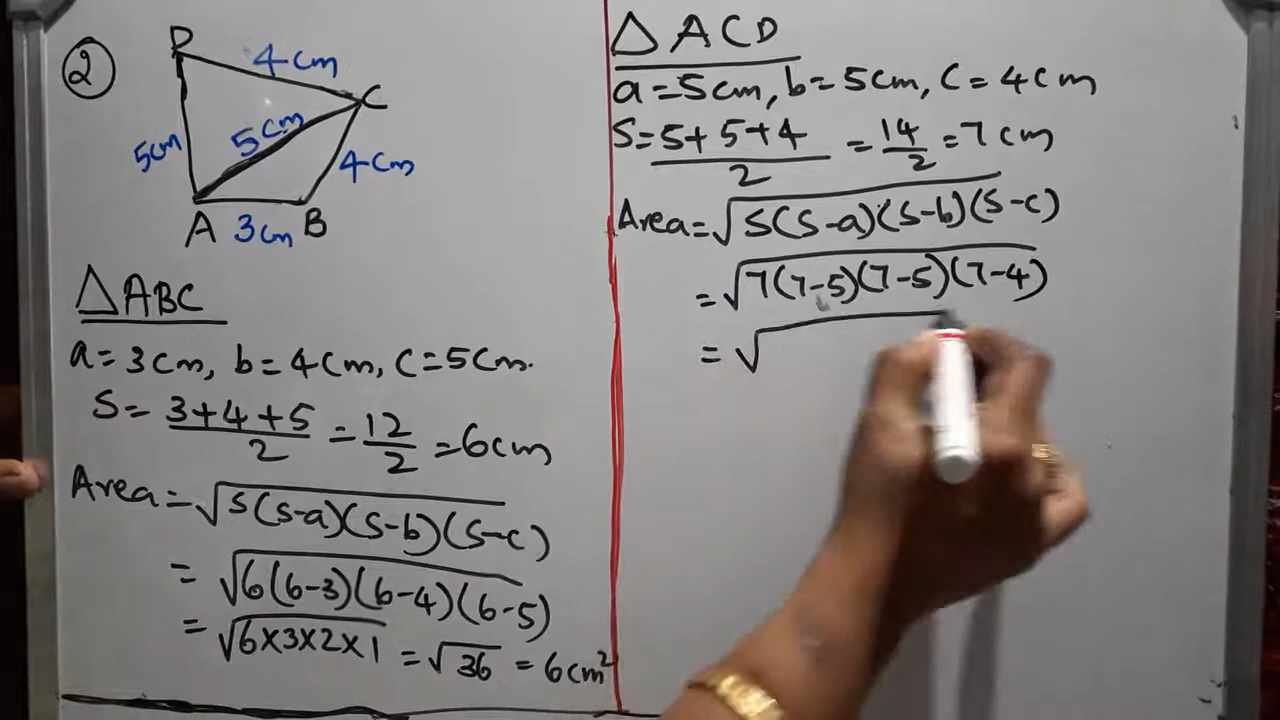 2
D
4cm
C
5cm
5cm
4cm
A 3cm B
△ABC
a=3cm, b=4cm, c=5cm.
S= 3+4+5/2 = 12/2 =6cm
Area=√s(s-a)(s-b)(s-c)
= √6(6-3)(6-4)(6-5)
= √6×3×2×1 = √36 = 6cm²
△ACD
a=5cm, b=5cm, c=4cm
S= 5+5+4/2 = 14/2 =7cm
Area=√s(s-a)(s-b)(s-c)
= √7(7-5)(7-5)(7-4)
= √